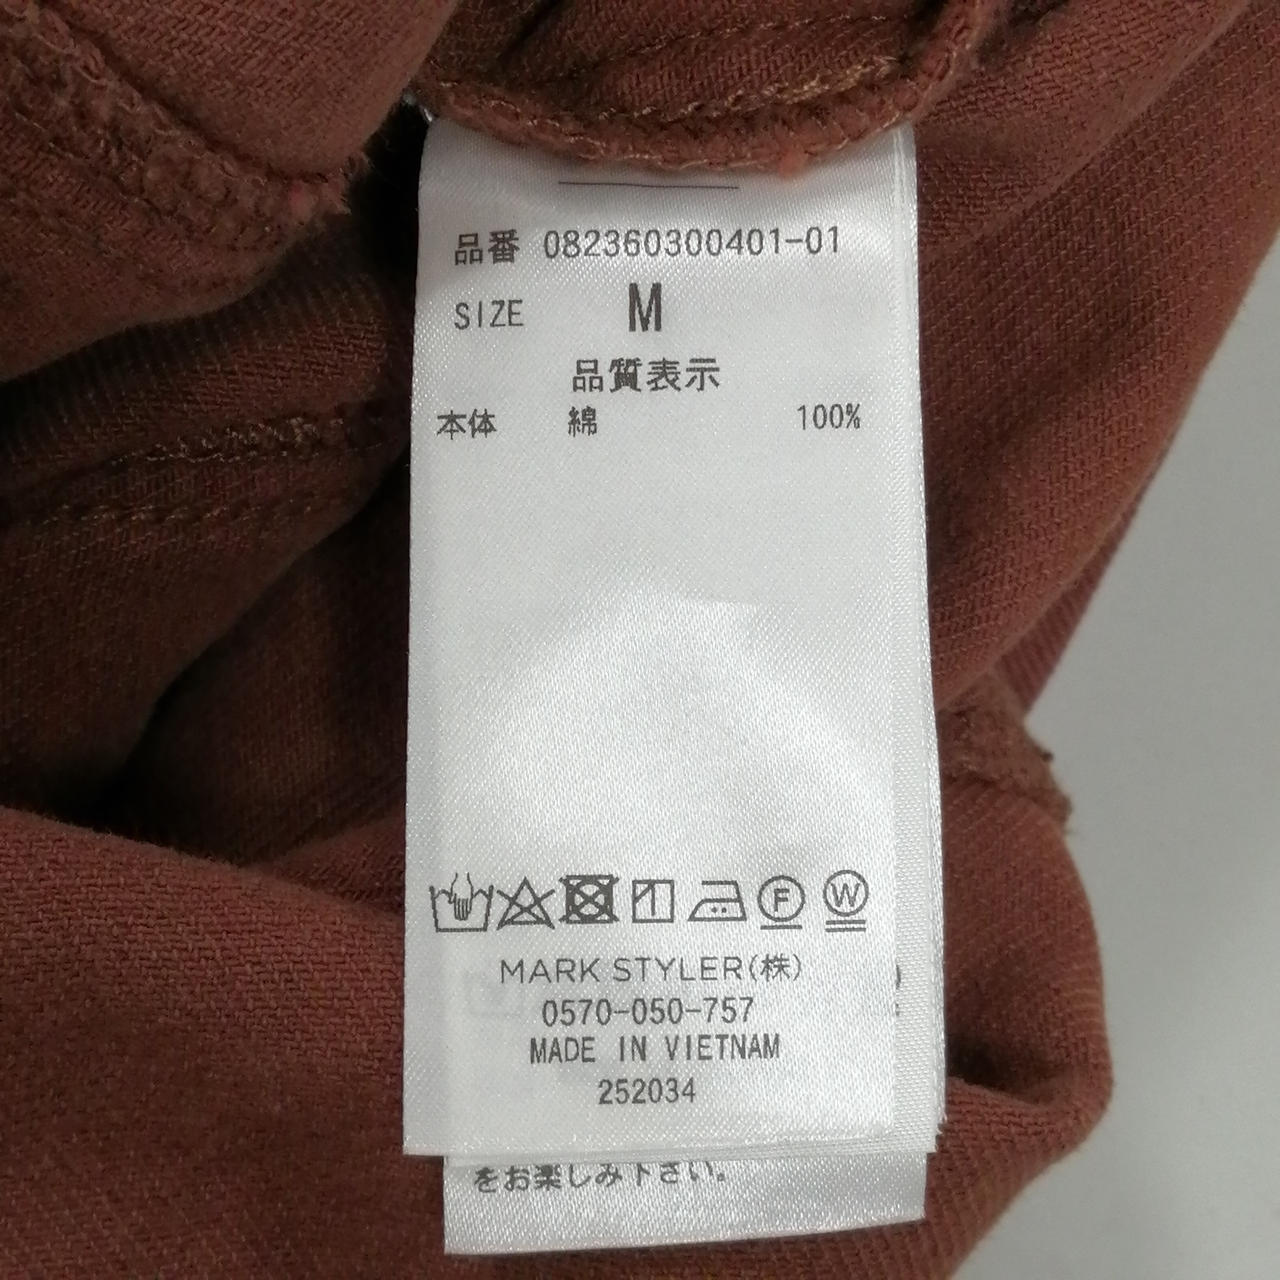 品番 082360300401-01
SIZE M
品質表示
本体 綿 100%
F W
MARK STYLER(株)
0570-050-757
MADE IN VIETNAM
252034
をお楽しみ下さい。